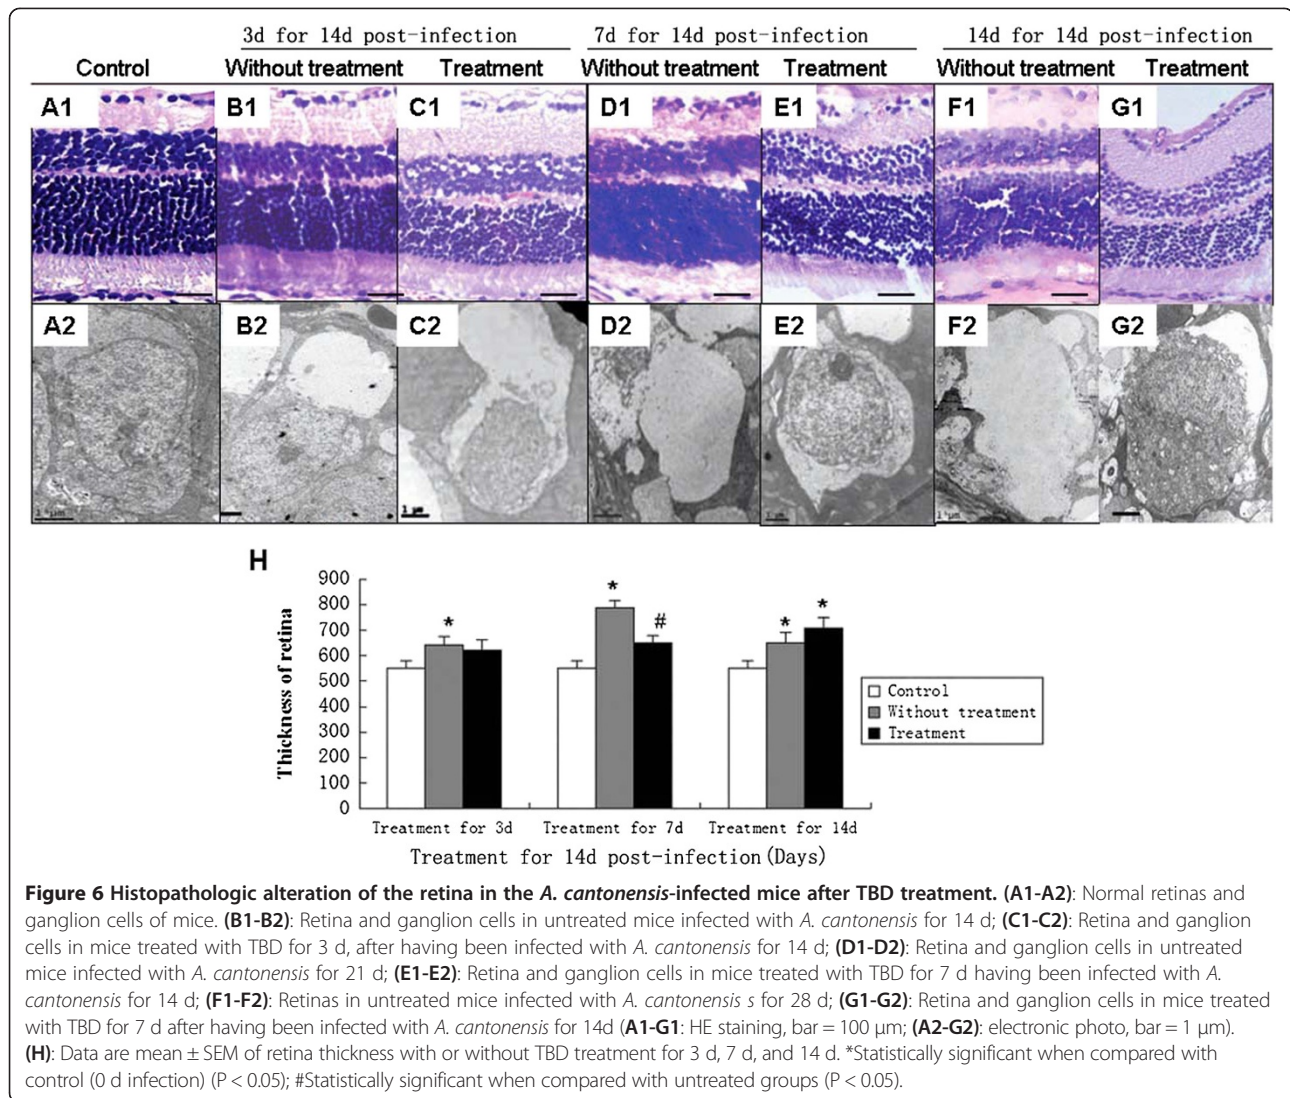 3d for 14d post-infection 7d for 14d post-infection 14d for 14d post-infection
Control Without treatment Treatment Without treatment Treatment Without treatment Treatment
A1 B1 C1 D1 E1 F1 G1
A2 B2 C2 D2 E2 F2 G2
1 μm 1 μm 1 μm
H
900
800
700
600
500
400
300
200
100
0
Thickness of retina
* * # * *
Control
Without treatment
Treatment
Treatment for 3d Treatment for 7d Treatment for 14d
Treatment for 14d post-infection(Days)
Figure 6 Histopathologic alteration of the retina in the A. cantonensis-infected mice after TBD treatment. (A1-A2): Normal retinas and
ganglion cells of mice. (B1-B2): Retina and ganglion cells in untreated mice infected with A. cantonensis for 14 d; (C1-C2): Retina and ganglion
cells in mice treated with TBD for 3 d, after having been infected with A. cantonensis for 14 d; (D1-D2): Retina and ganglion cells in untreated
mice infected with A. cantonensis for 21 d; (E1-E2): Retina and ganglion cells in mice treated with TBD for 7 d having been infected with A.
cantonensis for 14 d; (F1-F2): Retinas in untreated mice infected with A. cantonensis s for 28 d; (G1-G2): Retina and ganglion cells in mice treated
with TBD for 7 d after having been infected with A. cantonensis for 14d (A1-G1: HE staining, bar = 100 μm; (A2-G2): electronic photo, bar = 1 μm).
(H): Data are mean ± SEM of retina thickness with or without TBD treatment for 3 d, 7 d, and 14 d. *Statistically significant when compared with
control (0 d infection) (P < 0.05); #Statistically significant when compared with untreated groups (P < 0.05).